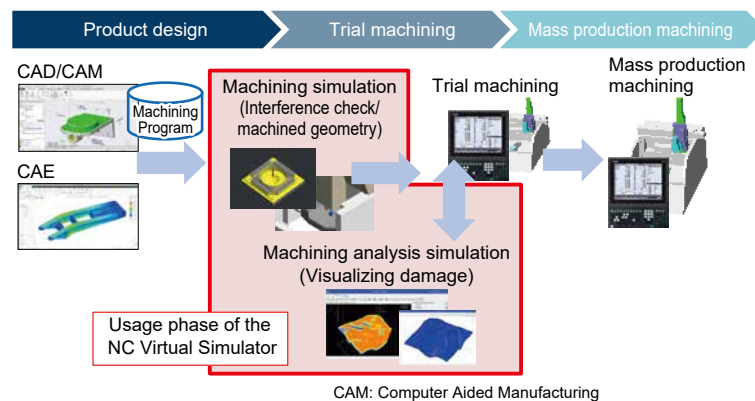 Product design
Trial machining
Mass production machining
CAD/CAM
Machining
Program
CAE
Machining simulation
(Interference check/
machined geometry)
Trial machining
Mass production
machining
Machining analysis simulation
(Visualizing damage)
Usage phase of the
NC Virtual Simulator
CAM: Computer Aided Manufacturing